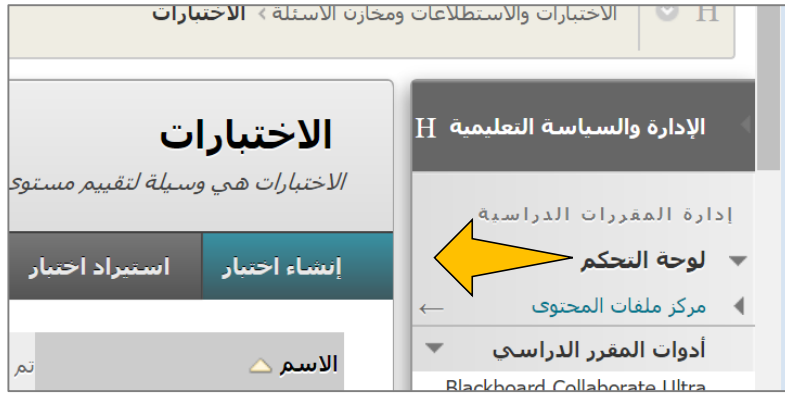 H الاختبارات والاستطلاعات ومخازن الأسئلة › الاختبارات
الإدارة والسياسة التعليمية H
إدارة المقررات الدراسية
لوحة التحكم
مركز ملفات المحتوى ←
أدوات المقرر الدراسي
Blackboard Collaborate Ultra
الاختبارات
الاختبارات هي وسيلة لتقييم مستوى
إنشاء اختبار استيراد اختبار
الاسم تم